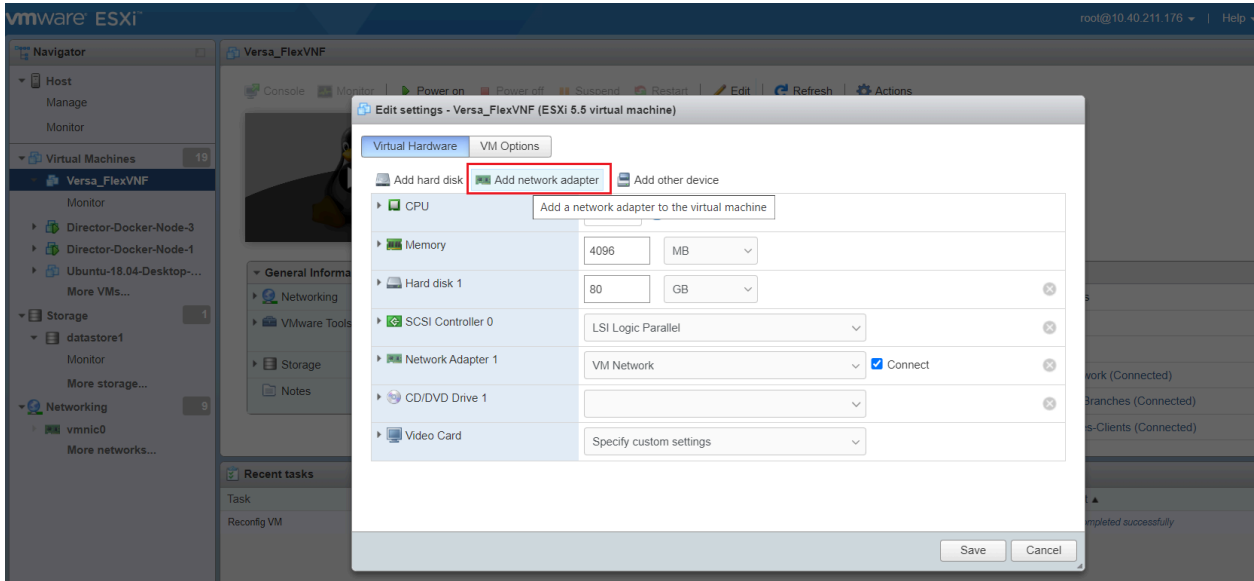 vmware ESXi™
root@10.40.211.176 | Help
Navigator
Host
Manage
Monitor
Virtual Machines 19
Versa_FlexVNF
Monitor
Director-Docker-Node-3
Director-Docker-Node-1
Ubuntu-18.04-Desktop-...
More VMs...
Storage 1
datastore1
Monitor
More storage...
Networking 9
vmnic0
More networks...
Versa_FlexVNF
Console Monitor | Power on Power off Suspend Restart | Edit | Refresh | Actions
General Informa
Networking
VMware Tools
Storage
Notes
work (Connected)
Branches (Connected)
s-Clients (Connected)
Edit settings - Versa_FlexVNF (ESXi 5.5 virtual machine)
Virtual Hardware VM Options
Add hard disk Add network adapter Add other device
CPU
Add a network adapter to the virtual machine
Memory 4096 MB
Hard disk 1 80 GB
SCSI Controller 0 LSI Logic Parallel
Network Adapter 1 VM Network Connect
CD/DVD Drive 1
Video Card Specify custom settings
Save Cancel
Recent tasks
Task
Reconfig VM
mpleted successfully